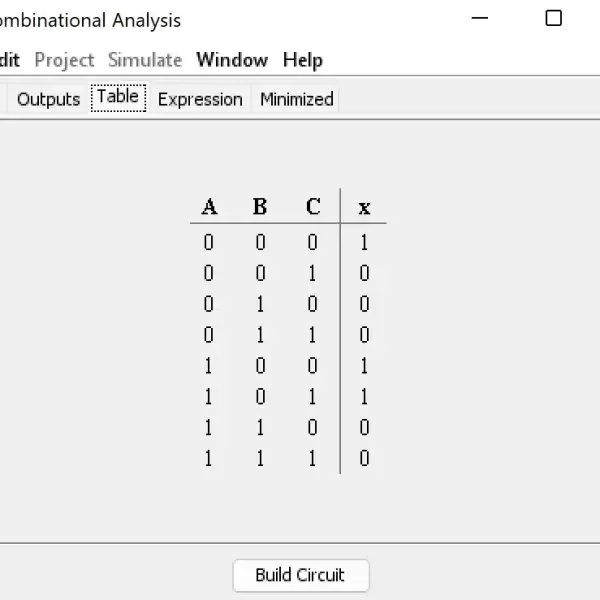 ombinational Analysis
dit Project Simulate Window Help
Outputs Table Expression Minimized
A B C x
0 0 0 1
0 0 1 0
0 1 0 0
0 1 1 0
1 0 0 1
1 0 1 1
1 1 0 0
1 1 1 0
Build Circuit